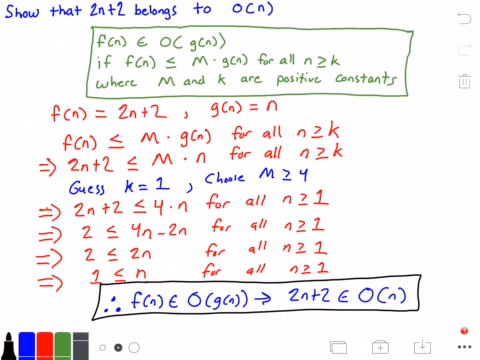 Show that 2n+2 belongs to O(n)
f(n) ∈ O(g(n))
if f(n) ≤ M · g(n) for all n ≥ k
where M and k are positive constants
f(n) = 2n+2 , g(n) = n
f(n) ≤ M · g(n) for all n ≥ k
⇒ 2n+2 ≤ M · n for all n ≥ k
Guess k = 1 , Choose M ≥ 4
⇒ 2n+2 ≤ 4 · n for all n ≥ 1
⇒ 2 ≤ 4n - 2n for all n ≥ 1
⇒ 2 ≤ 2n for all n ≥ 1
⇒ 1 ≤ n for all n ≥ 1
∴ f(n) ∈ O(g(n)) → 2n+2 ∈ O(n)